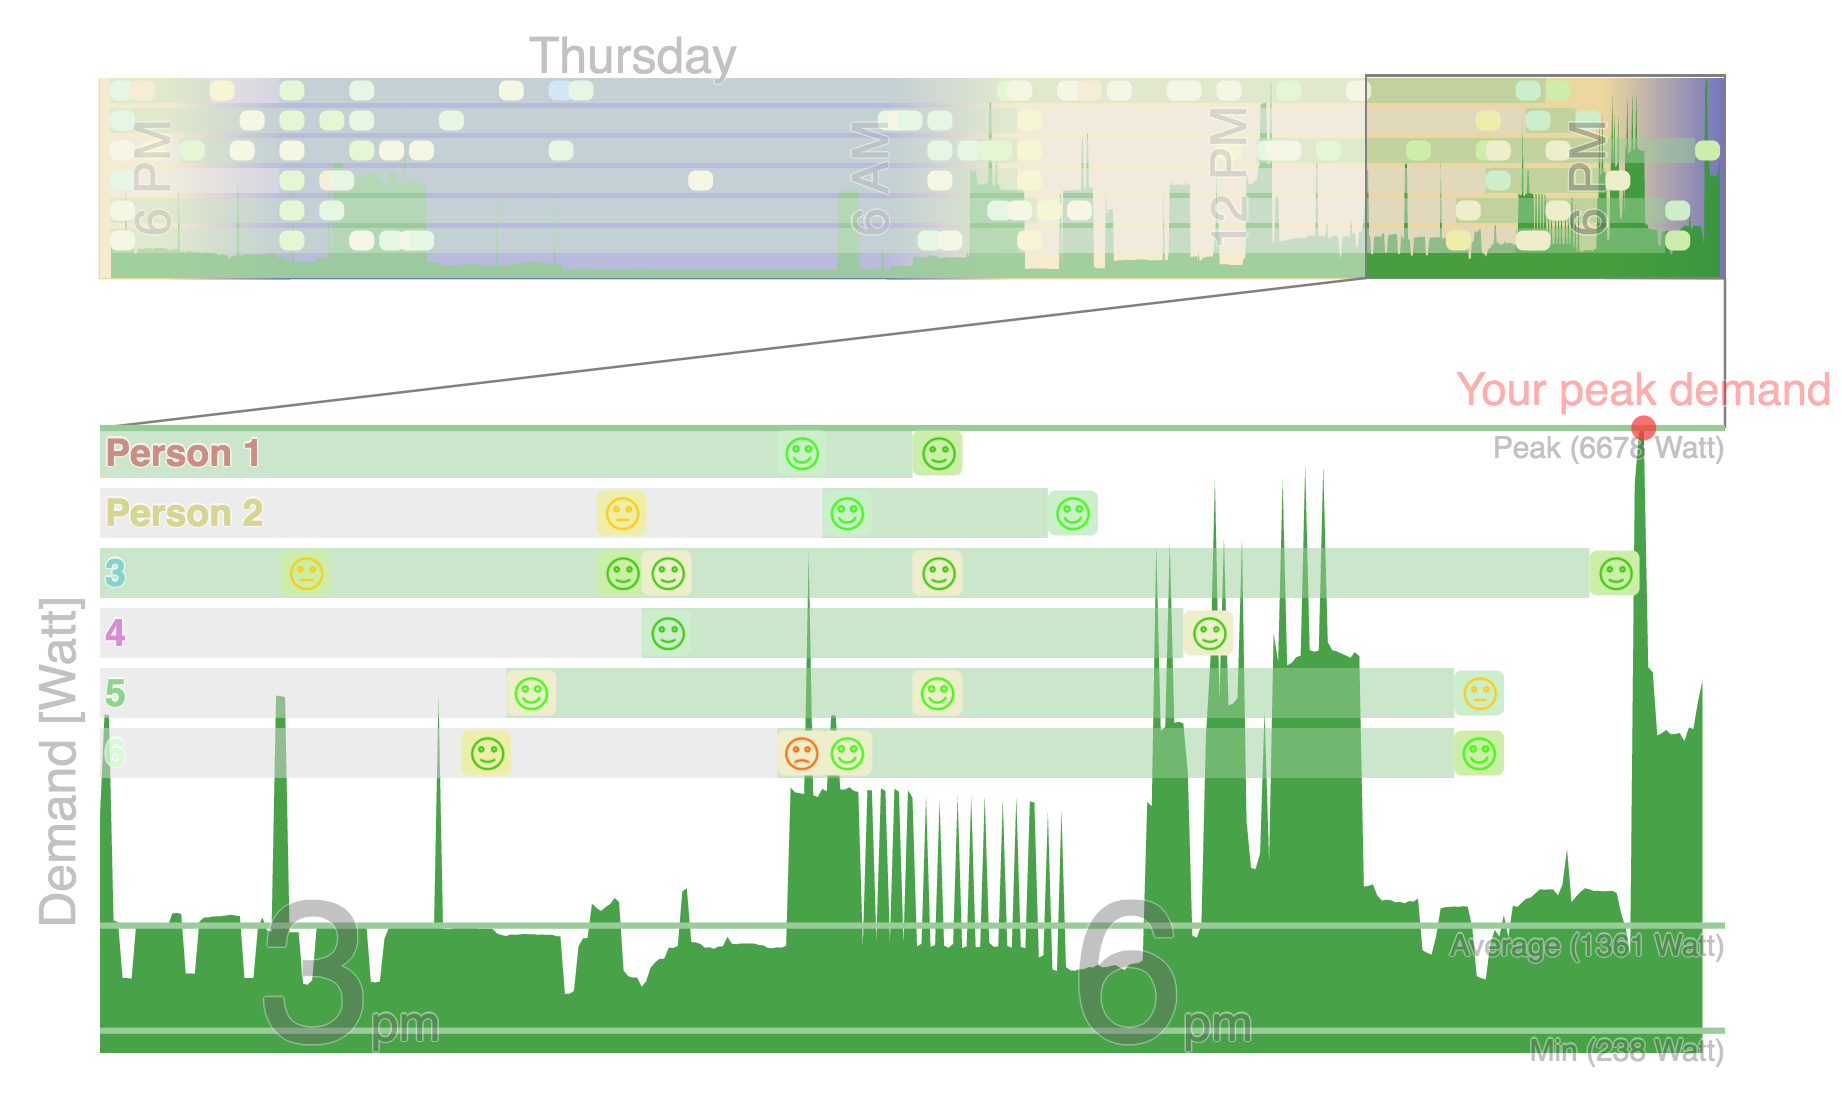 Thursday
6 PM
6 AM
12 PM
6 PM
Your peak demand
Peak (6678 Watt)
Person 1
Person 2
3
4
5
6
Demand [Watt]
Average (1361 Watt)
3 pm
6 pm
Min (238 Watt)